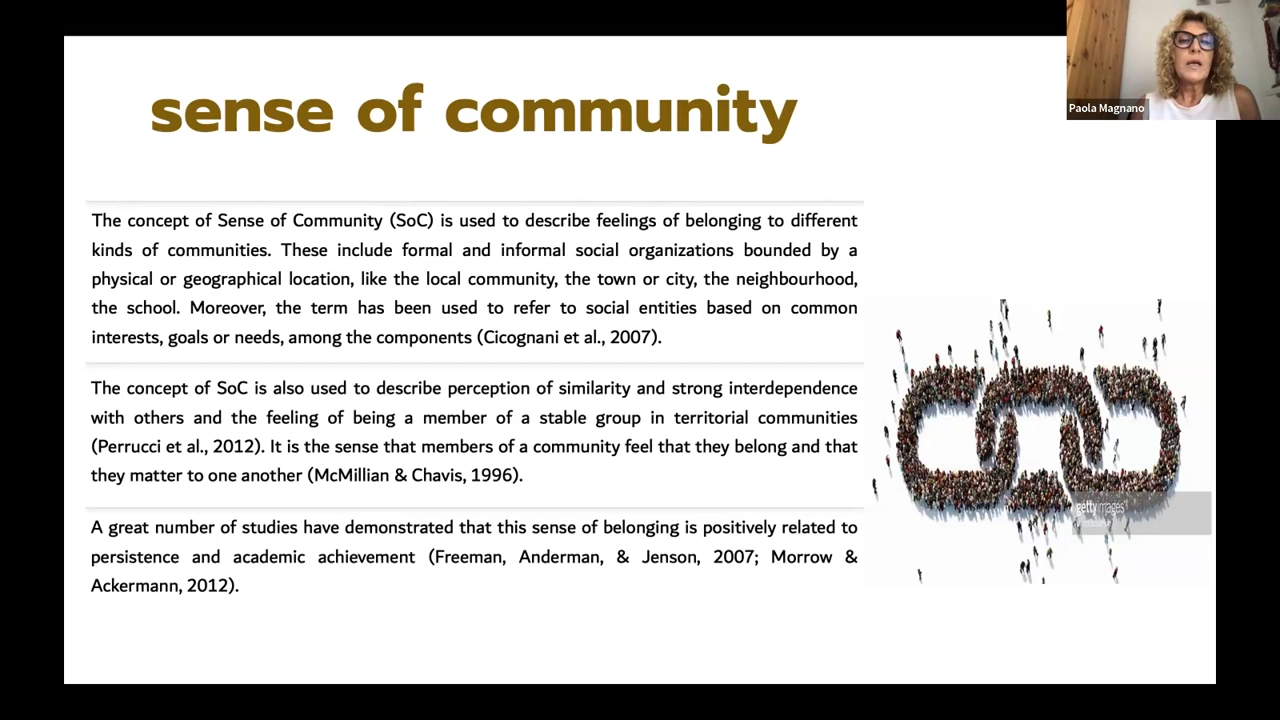 Paola Magnano
sense of community
The concept of Sense of Community (SoC) is used to describe feelings of belonging to different
kinds of communities. These include formal and informal social organizations bounded by a
physical or geographical location, like the local community, the town or city, the neighbourhood,
the school. Moreover, the term has been used to refer to social entities based on common
interests, goals or needs, among the components (Cicognani et al., 2007).
The concept of SoC is also used to describe perception of similarity and strong interdependence
with others and the feeling of being a member of a stable group in territorial communities
(Perrucci et al., 2012). It is the sense that members of a community feel that they belong and that
they matter to one another (McMillian & Chavis, 1996).
A great number of studies have demonstrated that this sense of belonging is positively related to
persistence and academic achievement (Freeman, Anderman, & Jenson, 2007; Morrow &
Ackermann, 2012).
gettyimages